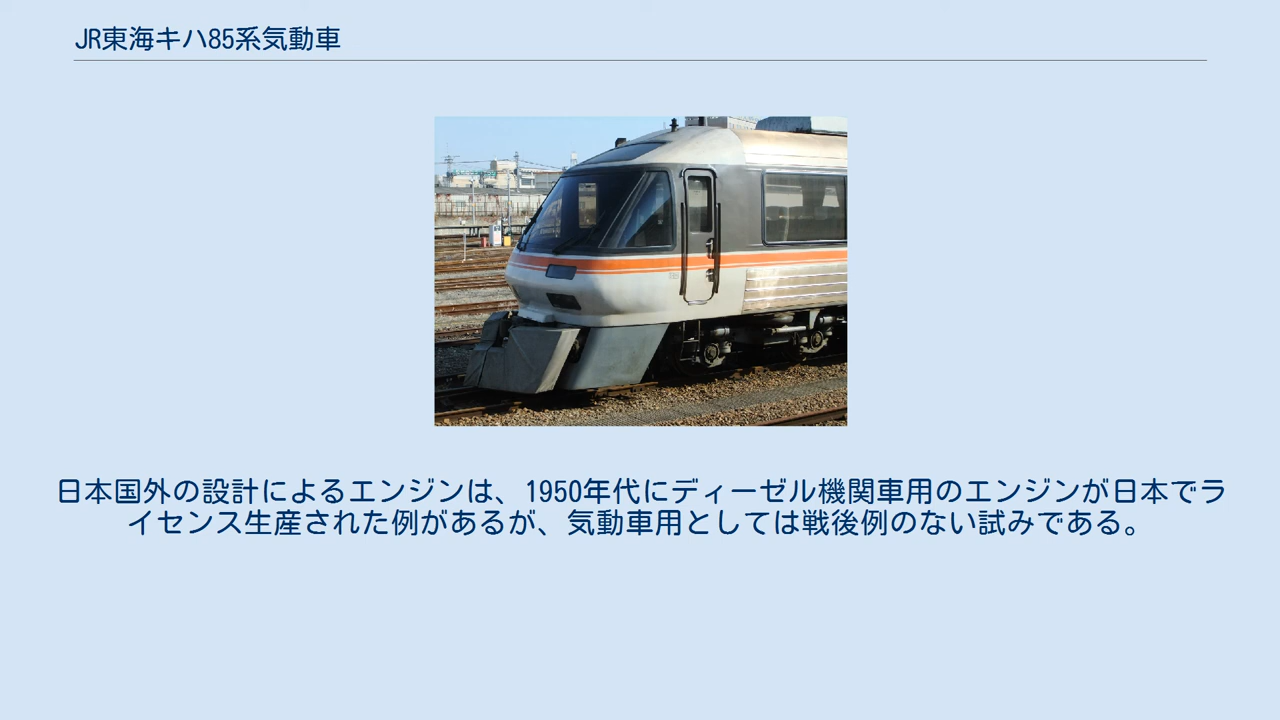 JR東海キハ85系気動車
日本国外の設計によるエンジンは、1950年代にディーゼル機関車用のエンジンが日本でラ
イセンス生産された例があるが、気動車用としては戦後例のない試みである。